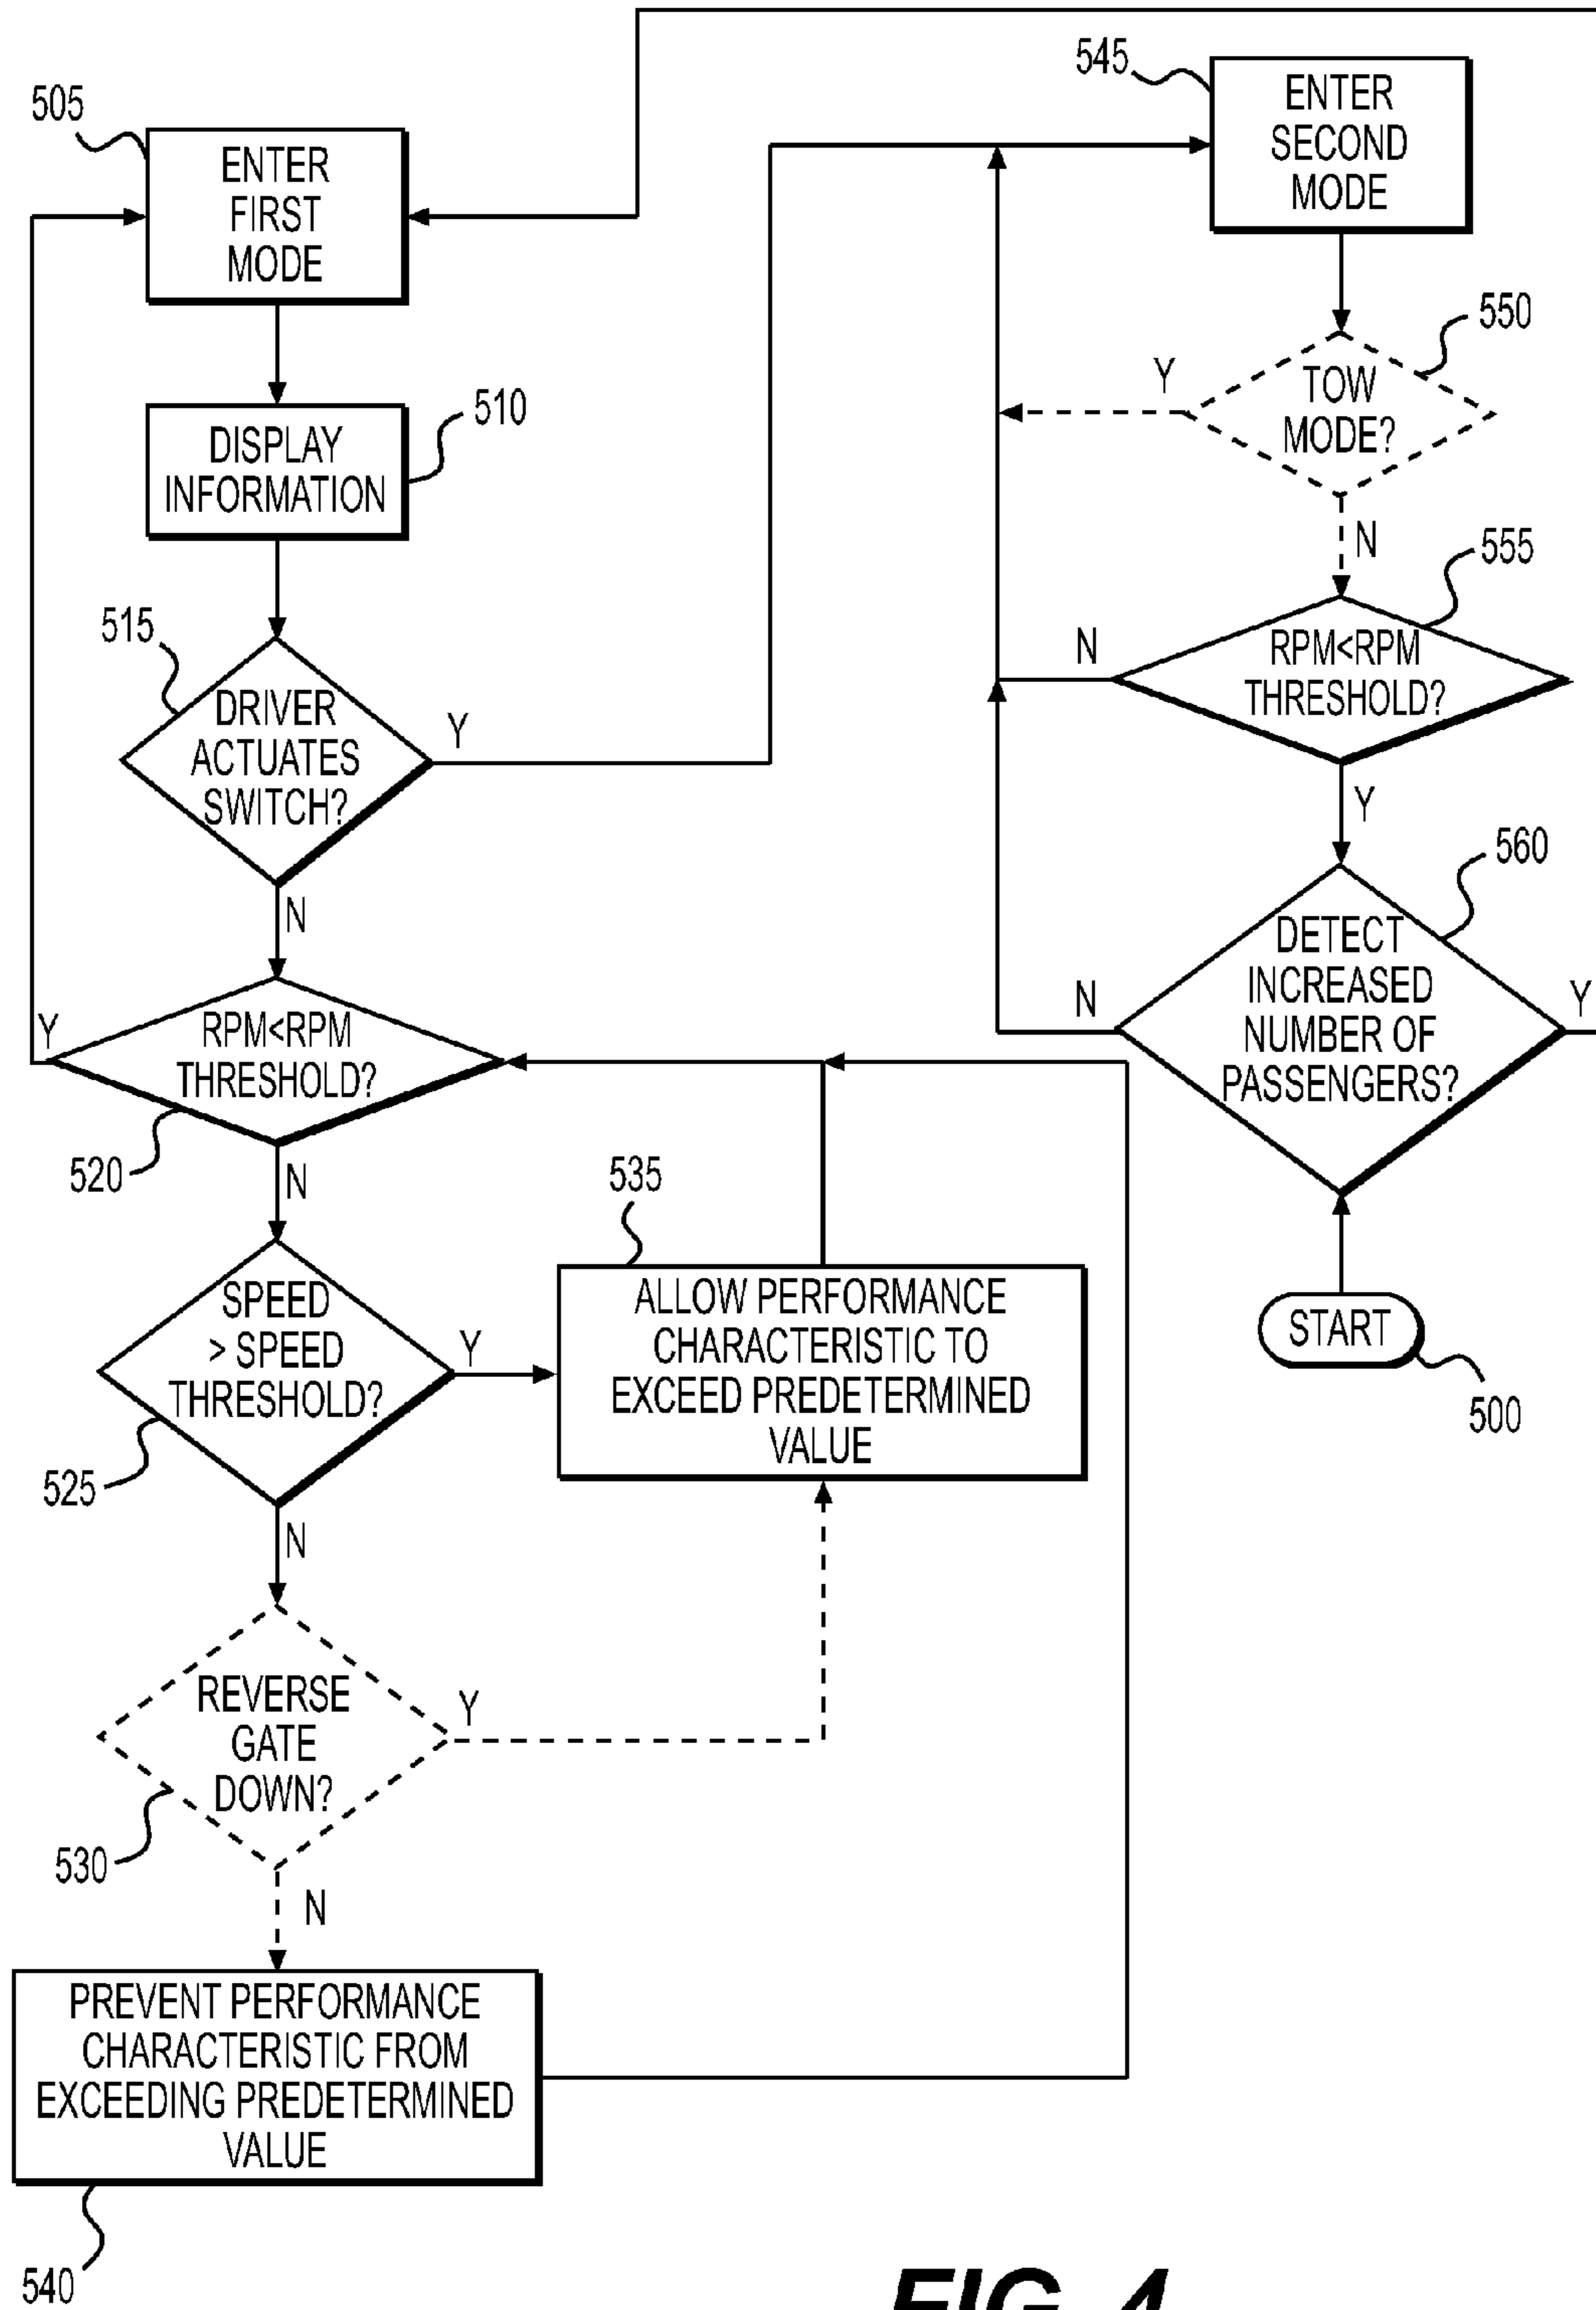 505
ENTER
FIRST
MODE
510
DISPLAY
INFORMATION
515
DRIVER
ACTUATES
SWITCH?
Y
N
Y
RPM<RPM
THRESHOLD?
520
N
SPEED
> SPEED
THRESHOLD?
525
Y
N
535
ALLOW PERFORMANCE
CHARACTERISTIC TO
EXCEED PREDETERMINED
VALUE
REVERSE
GATE
DOWN?
530
Y
N
PREVENT PERFORMANCE
CHARACTERISTIC FROM
EXCEEDING PREDETERMINED
VALUE
540
545
ENTER
SECOND
MODE
550
TOW
MODE?
Y
N
555
RPM<RPM
THRESHOLD?
N
Y
560
DETECT
INCREASED
NUMBER OF
PASSENGERS?
N
Y
START
500
FIG. 4